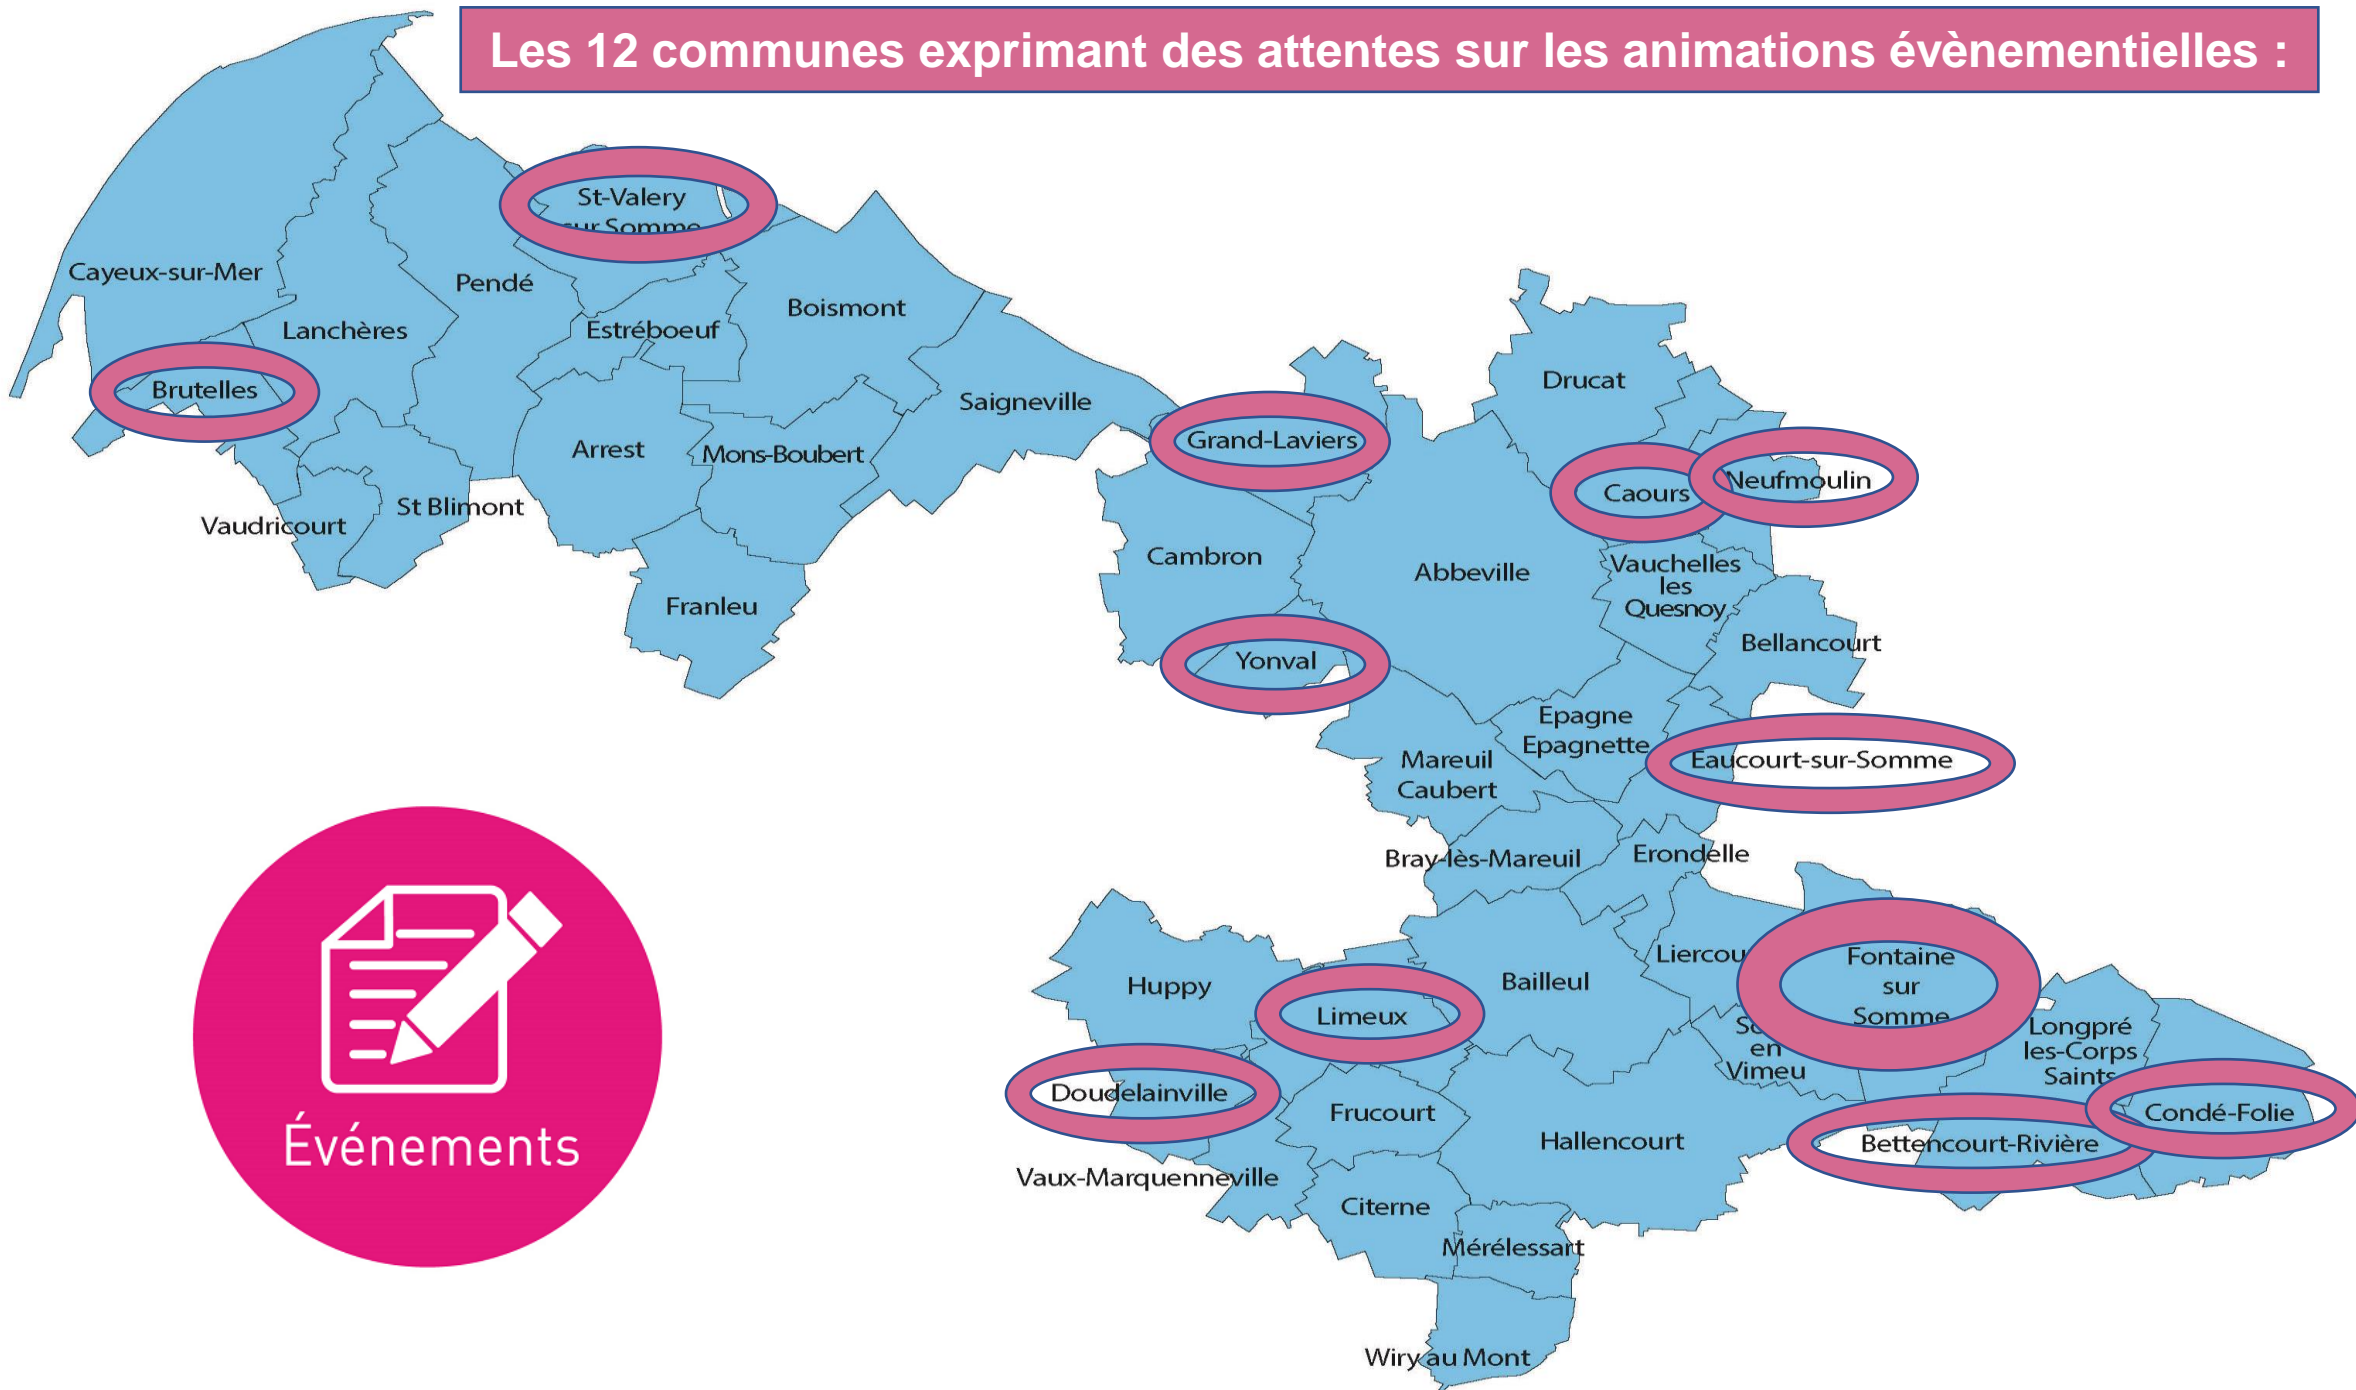 Les 12 communes exprimant des attentes sur les animations évènementielles :
St-Valery
sur Somme
Cayeux-sur-Mer
Pendé
Boismont
Lanchères
Estréboeuf
Brutelles
Saigneville
Arrest
Mons-Boubert
St Blimont
Vaudricourt
Franleu
Drucat
Grand-Laviers
Caours
Neufmoulin
Cambron
Abbeville
Vauchelles
les
Quesnoy
Bellancourt
Yonval
Epagne
Epagnette
Mareuil
Caubert
Eaucourt-sur-Somme
Bray-lès-Mareuil
Erondelle
Huppy
Limeux
Bailleul
Liercou
Fontaine
sur
Somme
en
Vimeu
Longpré
les-Corps
Saints
Doudelainville
Frucourt
Hallencourt
Bettencourt-Rivière
Condé-Folie
Vaux-Marquenneville
Citerne
Mérélessart
Wiry au Mont
Événements